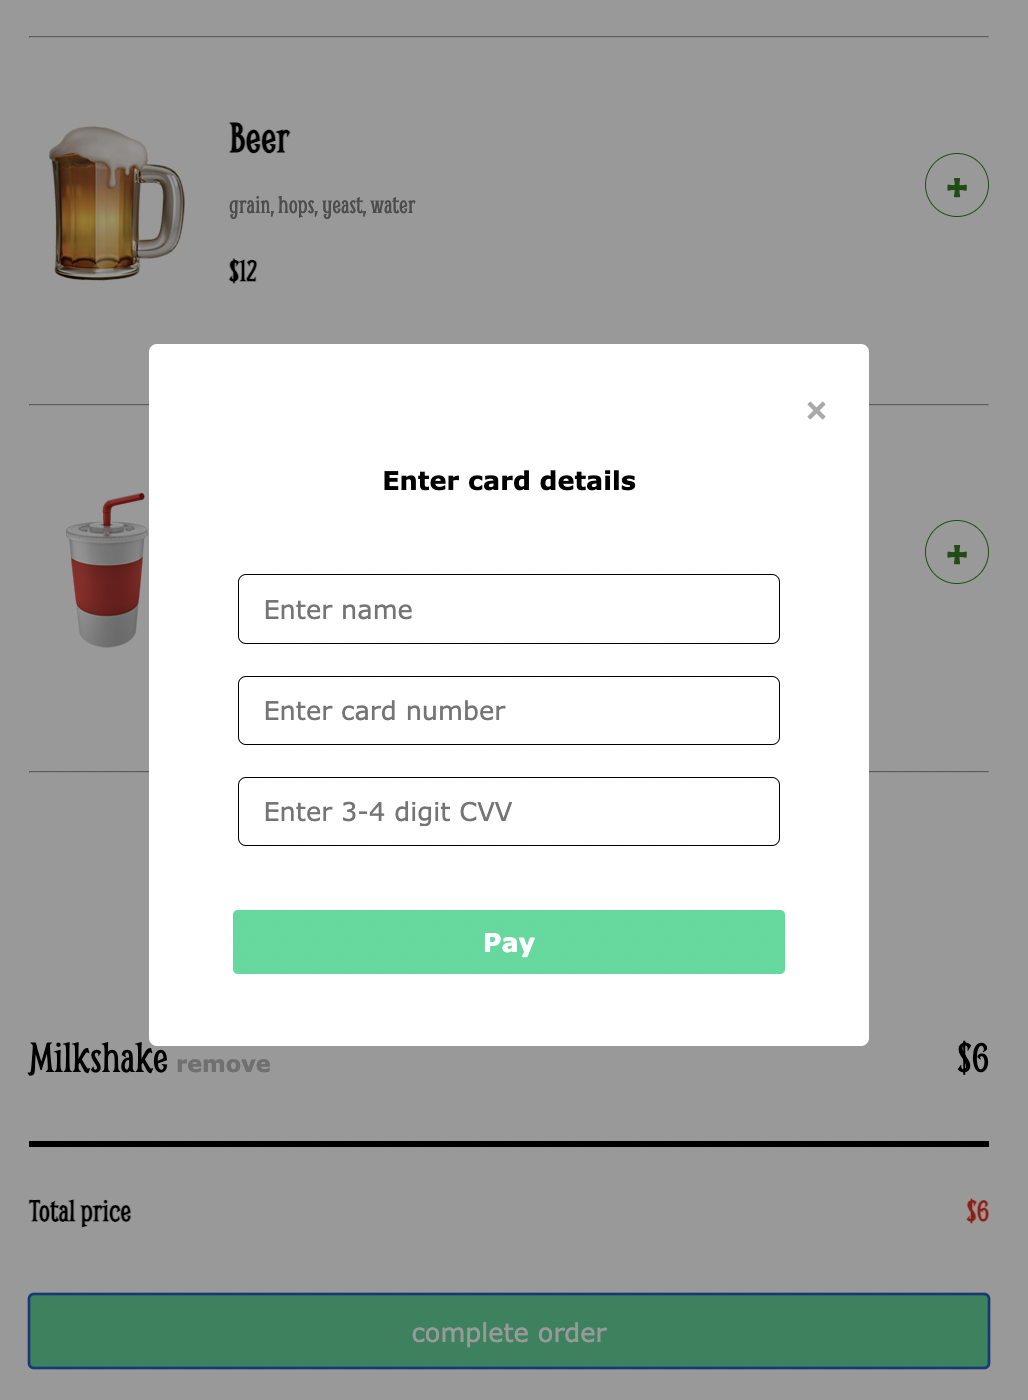 Beer
grain, hops, yeast, water
$12
+
×
Enter card details
+
Enter name
Enter card number
Enter 3-4 digit CVV
Pay
Milkshake remove $6
Total price $6
complete order